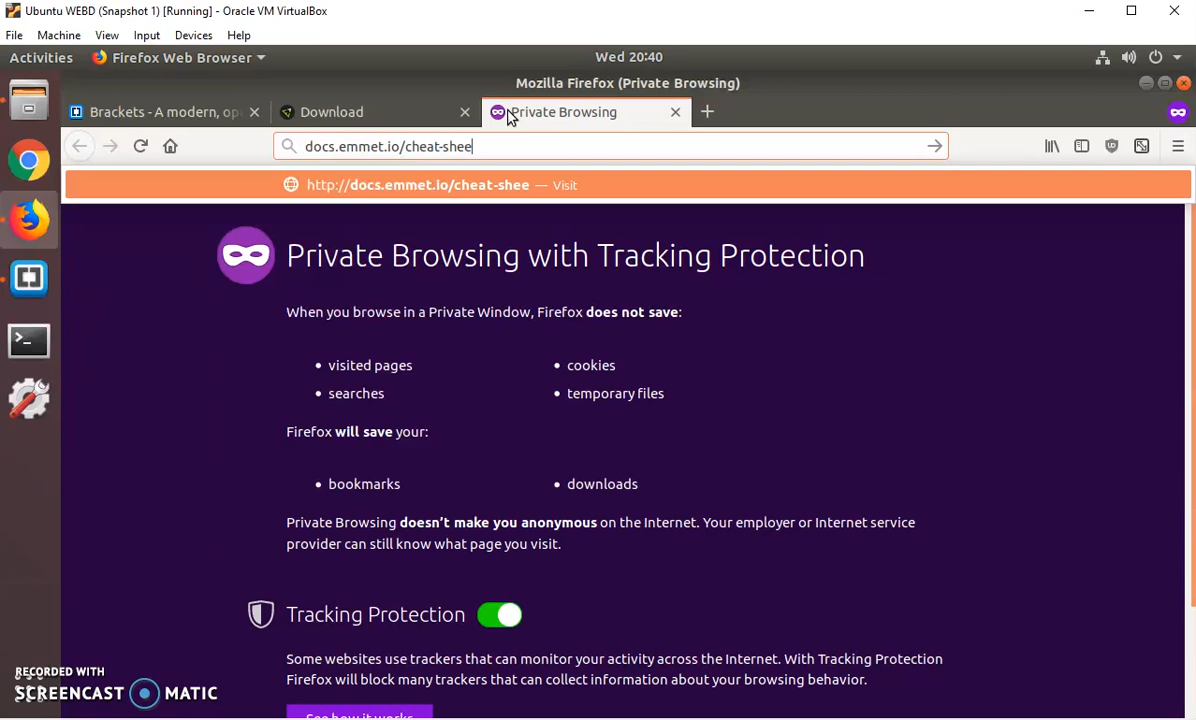 Ubuntu WEBD (Snapshot 1) [Running] - Oracle VM VirtualBox
File Machine View Input Devices Help
Activities Firefox Web Browser Wed 20:40
Mozilla Firefox (Private Browsing)
Brackets - A modern, op Download Private Browsing
docs.emmet.io/cheat-shee
http://docs.emmet.io/cheat-shee — Visit
Private Browsing with Tracking Protection
When you browse in a Private Window, Firefox does not save:
• visited pages • cookies
• searches • temporary files
Firefox will save your:
• bookmarks • downloads
Private Browsing doesn't make you anonymous on the Internet. Your employer or Internet service
provider can still know what page you visit.
Tracking Protection
Some websites use trackers that can monitor your activity across the Internet. With Tracking Protection
Firefox will block many trackers that can collect information about your browsing behavior.
See how it works
RECORDED WITH
SCREENCAST MATIC